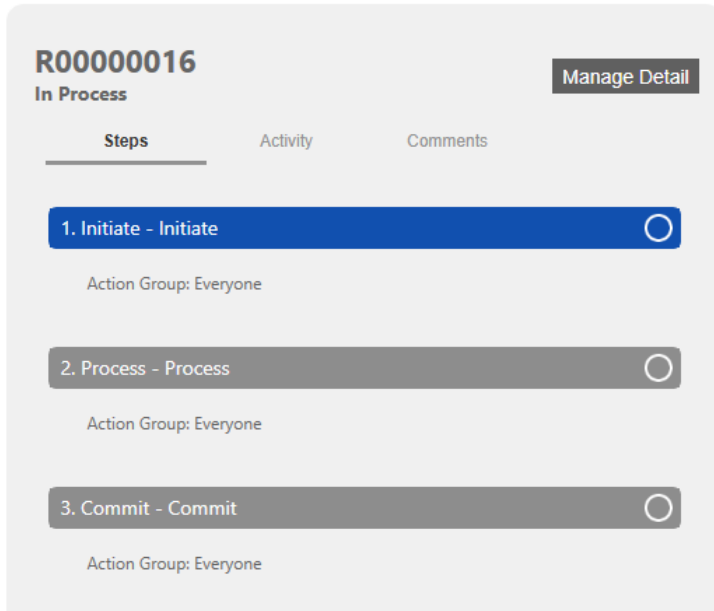 R00000016
Manage Detail
In Process
Steps Activity Comments
1. Initiate - Initiate
Action Group: Everyone
2. Process - Process
Action Group: Everyone
3. Commit - Commit
Action Group: Everyone